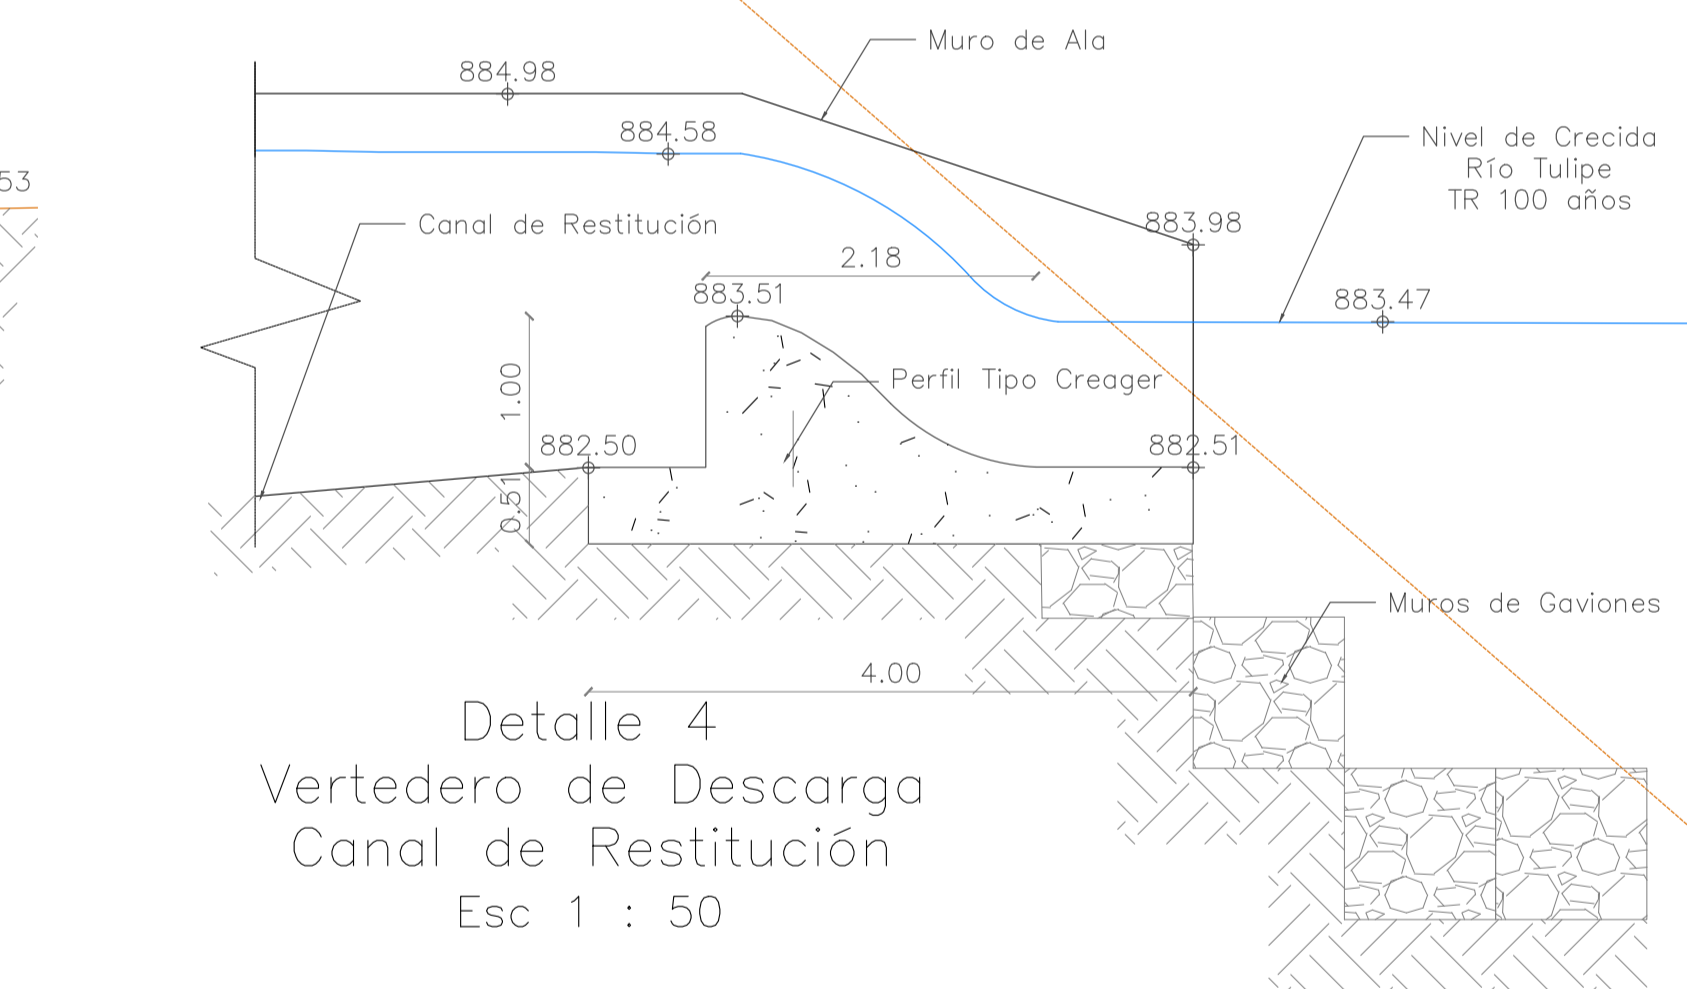 Muro de Ala
884.98
884.58
Nivel de Crecida
Río Tulipe
TR 100 años
53
Canal de Restitución
883.98
2.18
883.51
883.47
1.00
Perfil Tipo Creager
882.50
882.51
0.51
Muros de Gaviones
4.00
Detalle 4
Vertedero de Descarga
Canal de Restitución
Esc 1 : 50